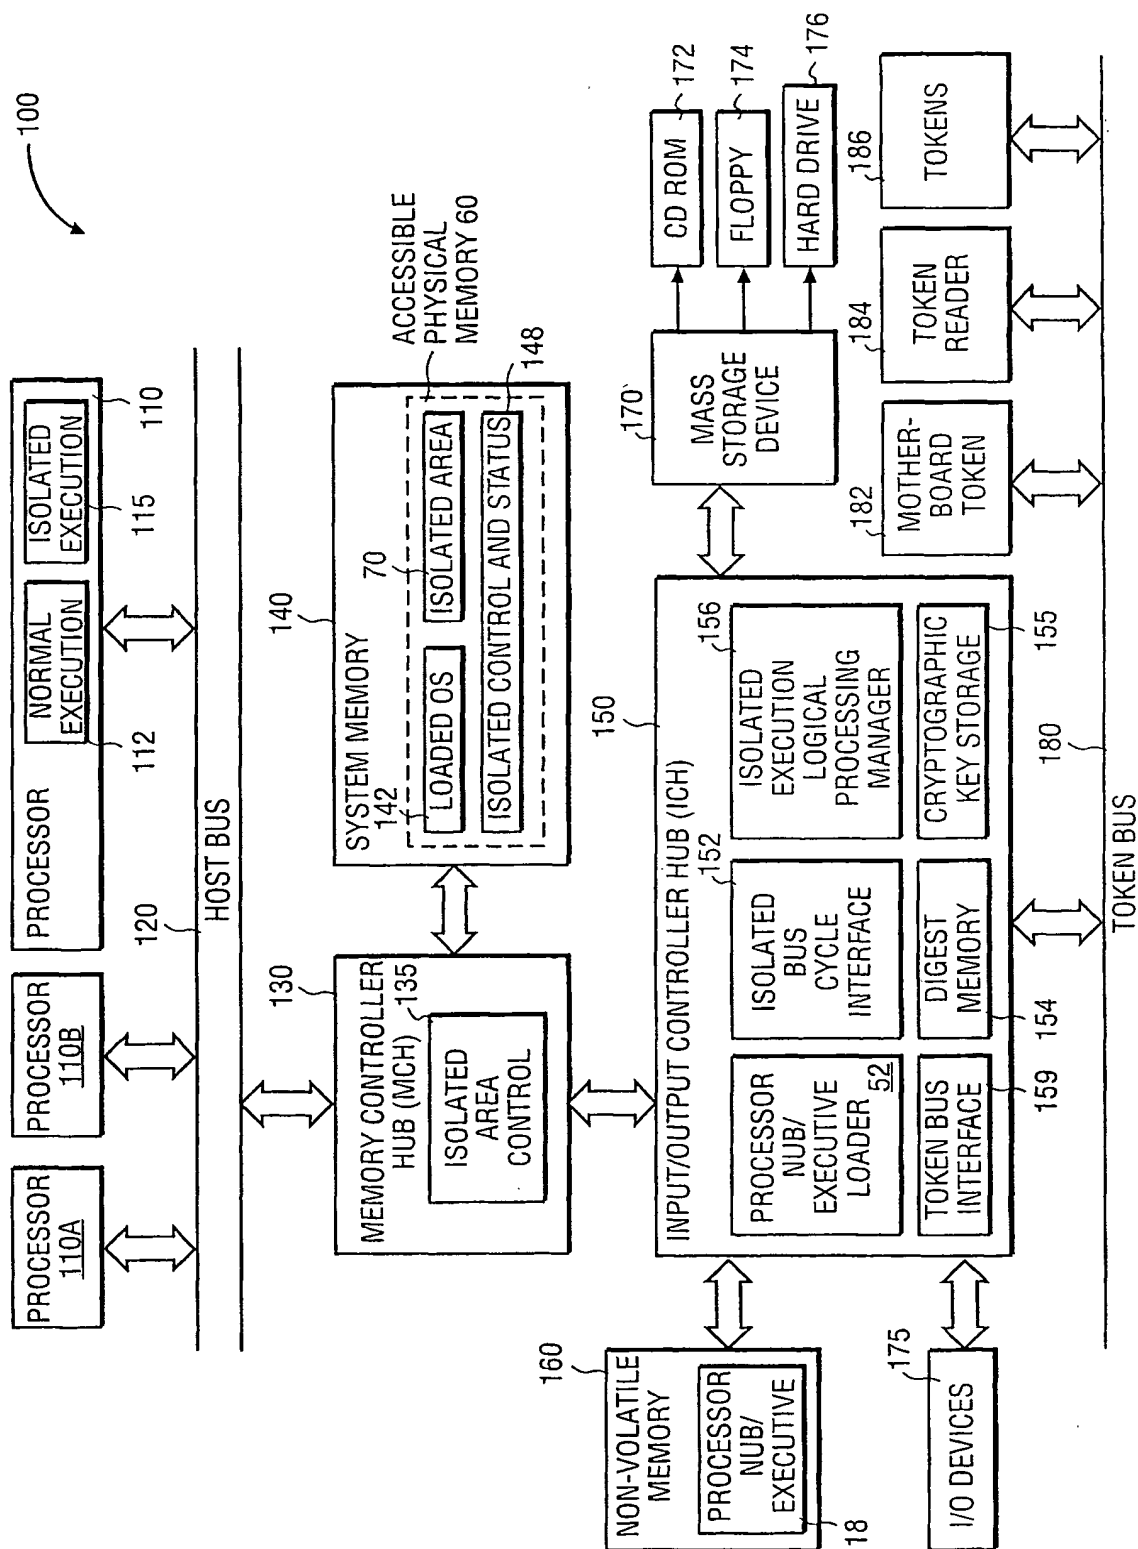 100
PROCESSOR
110A
PROCESSOR
110B
PROCESSOR
NORMAL
EXECUTION
112
ISOLATED
EXECUTION
115
110
120
HOST BUS
130
MEMORY CONTROLLER
HUB (MCH)
135
ISOLATED
AREA
CONTROL
140
SYSTEM MEMORY
142
LOADED OS
70
ISOLATED AREA
ISOLATED CONTROL AND STATUS
148
ACCESSIBLE
PHYSICAL
MEMORY 60
160
NON-VOLATILE
MEMORY
PROCESSOR
NUB/
EXECUTIVE
18
150
INPUT/OUTPUT CONTROLLER HUB (ICH)
PROCESSOR
NUB/
EXECUTIVE
LOADER
52
152
ISOLATED
BUS
CYCLE
INTERFACE
156
ISOLATED
EXECUTION
LOGICAL
PROCESSING
MANAGER
TOKEN BUS
INTERFACE
159
DIGEST
MEMORY
154
CRYPTOGRAPHIC
KEY STORAGE
155
170
MASS
STORAGE
DEVICE
CD ROM
172
FLOPPY
174
HARD DRIVE
176
175
I/O DEVICES
182
MOTHER-
BOARD
TOKEN
184
TOKEN
READER
186
TOKENS
180
TOKEN BUS